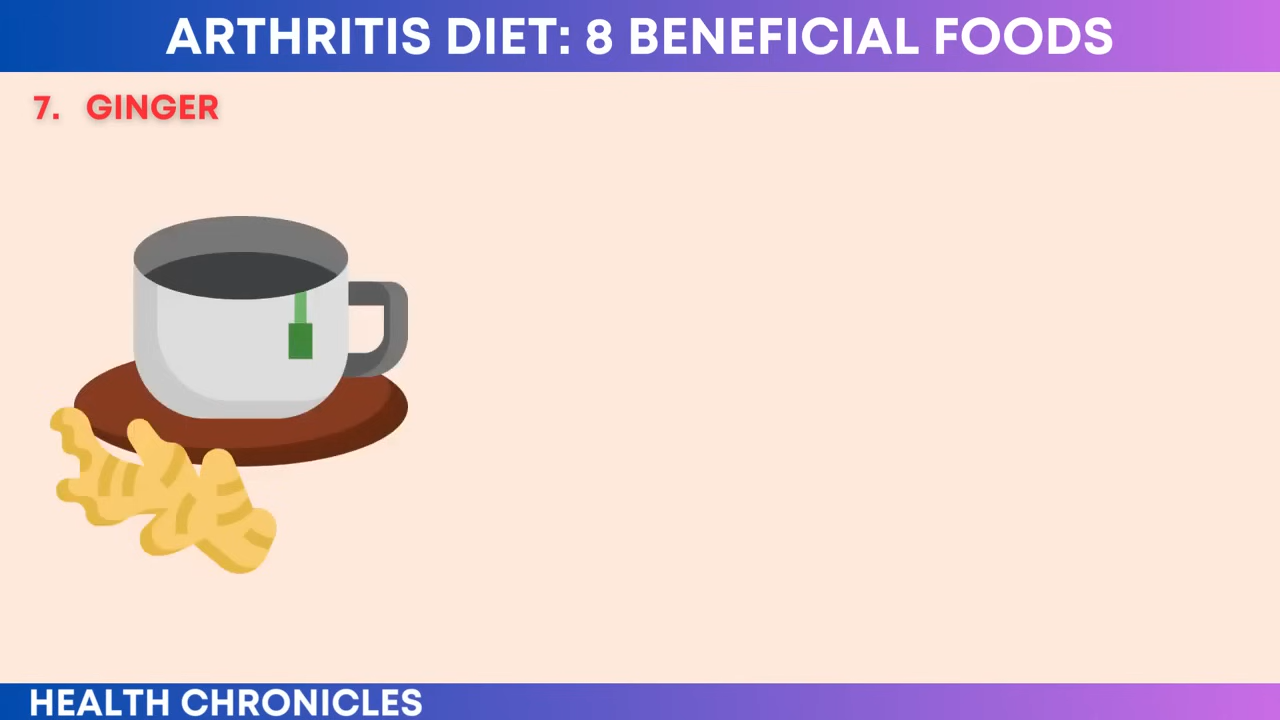 ARTHRITIS DIET: 8 BENEFICIAL FOODS
7. GINGER
HEALTH CHRONICLES